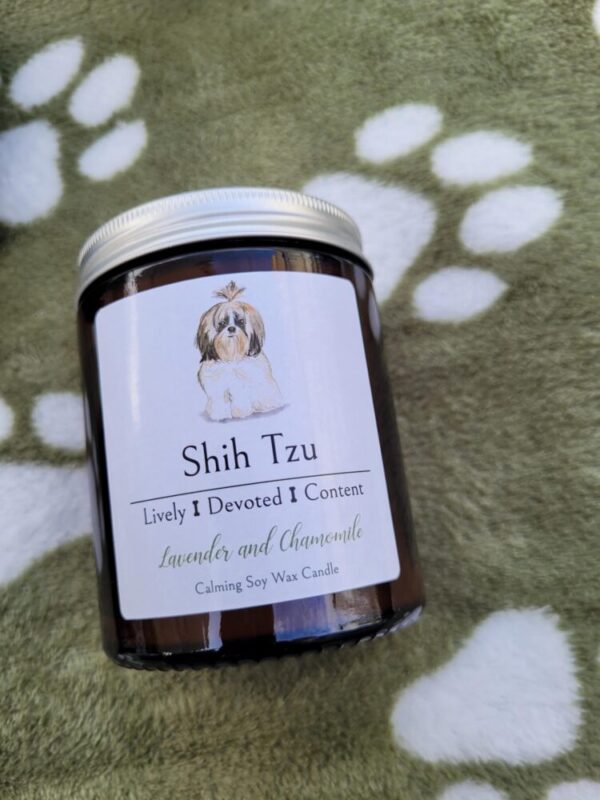 Shih Tzu
Lively I Devoted I Content
Lavender and Chamomile
Calming Soy Wax Candle